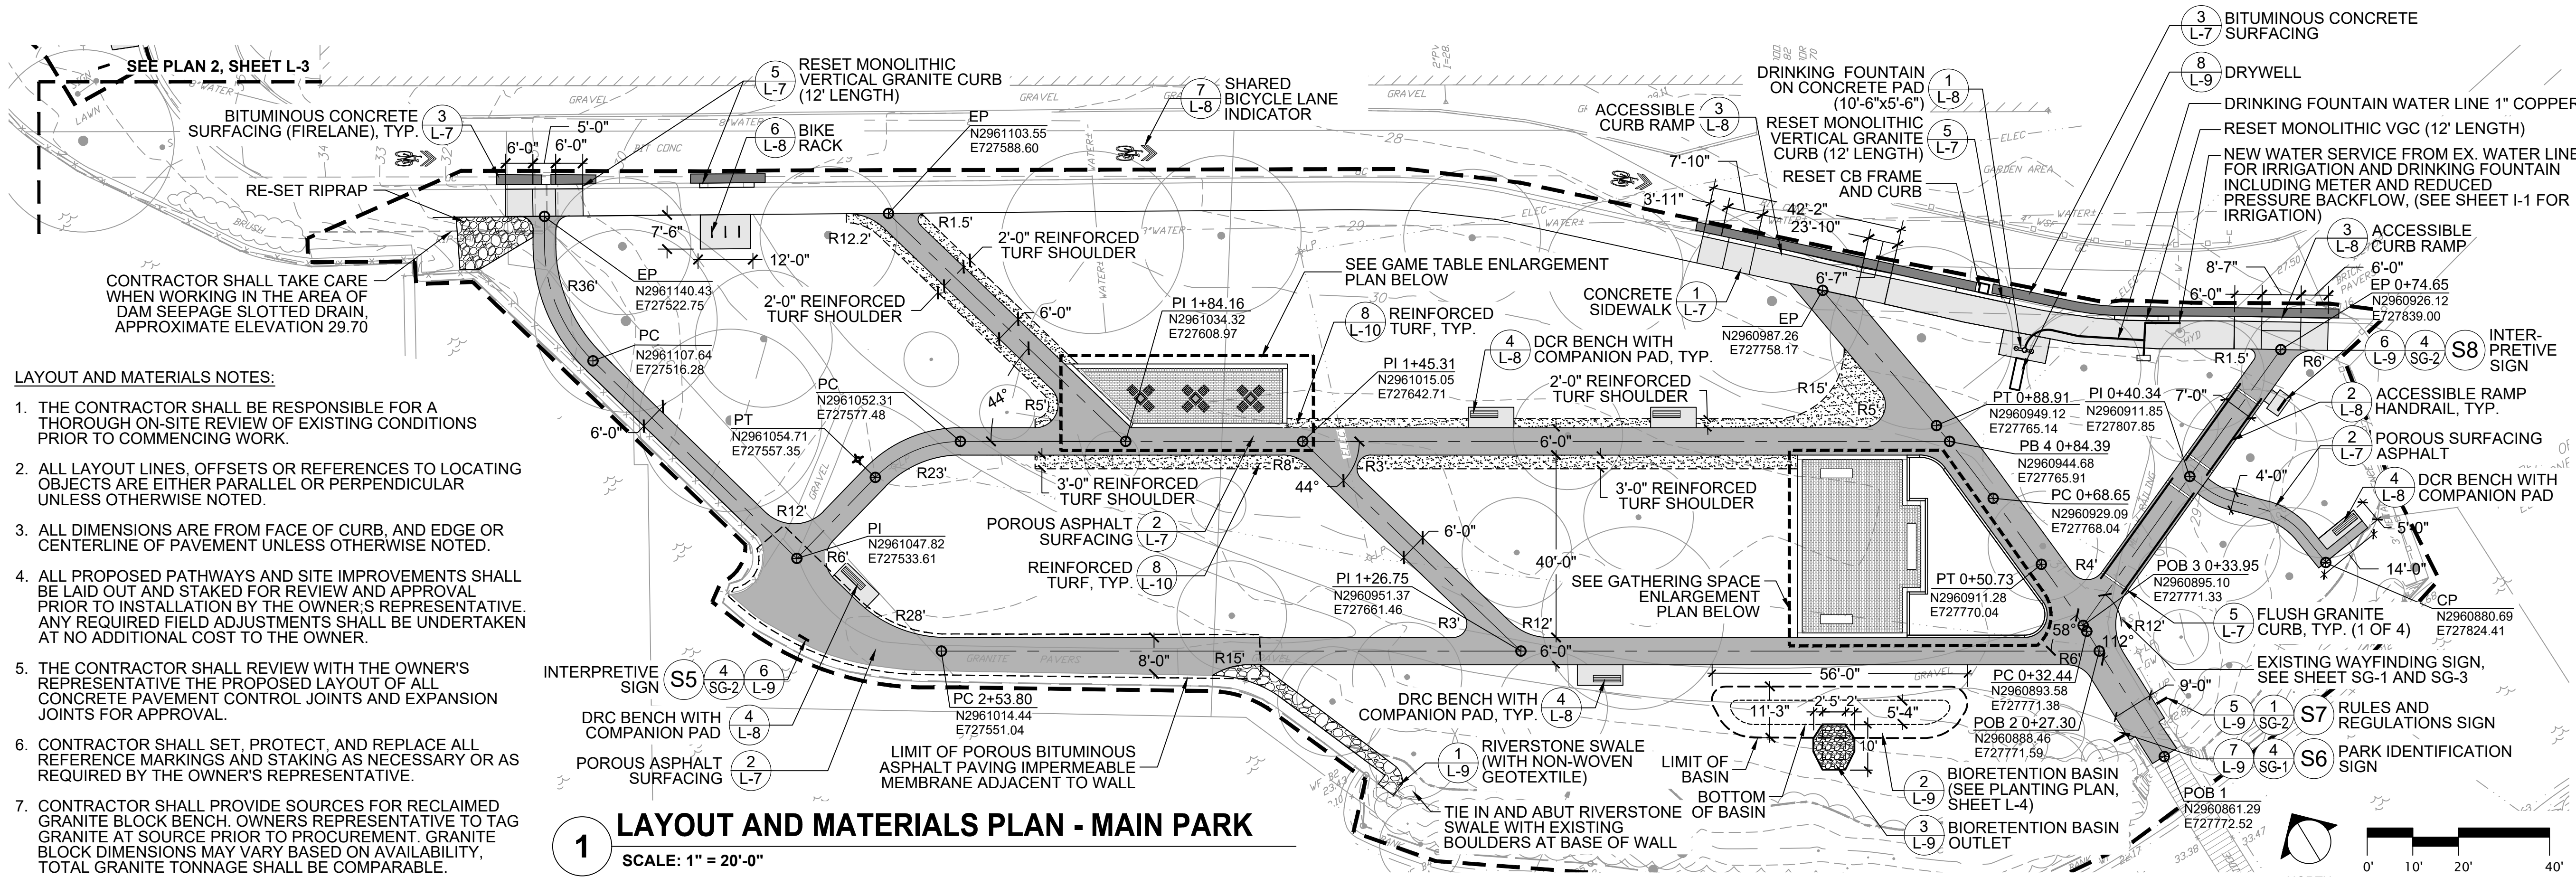 SEE PLAN 2, SHEET L-3
BITUMINOUS CONCRETE
SURFACING (FIRELANE), TYP.
3
L-7
5'-0"
6'-0"
6'-0"
RE-SET RIPRAP
5
L-7
RESET MONOLITHIC
VERTICAL GRANITE CURB
(12' LENGTH)
6
L-8
BIKE
RACK
EP
N2961103.55
E727588.60
7
L-8
SHARED
BICYCLE LANE
INDICATOR
ACCESSIBLE
CURB RAMP
3
L-8
DRINKING FOUNTAIN
ON CONCRETE PAD
(10'-6"x5'-6")
1
L-8
RESET MONOLITHIC
VERTICAL GRANITE
CURB (12' LENGTH)
5
L-7
RESET CB FRAME
AND CURB
3
L-7
BITUMINOUS CONCRETE
SURFACING
8
L-9
DRYWELL
DRINKING FOUNTAIN WATER LINE 1" COPPER
RESET MONOLITHIC VGC (12' LENGTH)
NEW WATER SERVICE FROM EX. WATER LINE
FOR IRRIGATION AND DRINKING FOUNTAIN
INCLUDING METER AND REDUCED
PRESSURE BACKFLOW, (SEE SHEET I-1 FOR
IRRIGATION)
3
L-8
ACCESSIBLE
CURB RAMP
7'-10"
3'-11"
42'-2"
23'-10"
6'-7"
8'-7"
6'-0"
6'-0"
EP 0+74.65
N2960926.12
E727839.00
6
L-9
4
SG-2
S8
INTER-
PRETIVE
SIGN
CONTRACTOR SHALL TAKE CARE
WHEN WORKING IN THE AREA OF
DAM SEEPAGE SLOTTED DRAIN,
APPROXIMATE ELEVATION 29.70
7'-6"
12'-0"
R12.2'
R1.5'
2'-0" REINFORCED
TURF SHOULDER
EP
N2961140.43
E727522.75
R36'
2'-0" REINFORCED
TURF SHOULDER
6'-0"
PI 1+84.16
N2961034.32
E727608.97
SEE GAME TABLE ENLARGEMENT
PLAN BELOW
8
L-10
REINFORCED
TURF, TYP.
CONCRETE
SIDEWALK
1
L-7
EP
N2960987.26
E727758.17
PC
N2961107.64
E727516.28
6'-0"
PC
N2961052.31
E727577.48
PT
N2961054.71
E727557.35
44°
R5'
PI 1+45.31
N2961015.05
E727642.71
4
L-8
DCR BENCH WITH
COMPANION PAD, TYP.
2'-0" REINFORCED
TURF SHOULDER
R15'
R5'
PT 0+88.91
N2960949.12
E727765.14
PI 0+40.34
N2960911.85
E727807.85
7'-0"
R1.5'
R6'
2
L-8
ACCESSIBLE RAMP
HANDRAIL, TYP.
2
L-7
POROUS SURFACING
ASPHALT
4
L-8
DCR BENCH WITH
COMPANION PAD
4'-0"
5'-0"
14'-0"
CP
N2960880.69
E727824.41
PB 4 0+84.39
N2960944.68
E727765.91
PC 0+68.65
N2960929.09
E727768.04
6'-0"
R23'
R8'
R3'
44°
3'-0" REINFORCED
TURF SHOULDER
3'-0" REINFORCED
TURF SHOULDER
POROUS ASPHALT
SURFACING
2
L-7
REINFORCED
TURF, TYP.
8
L-10
6'-0"
40'-0"
PI 1+26.75
N2960951.37
E727661.46
SEE GATHERING SPACE
ENLARGEMENT
PLAN BELOW
PT 0+50.73
N2960911.28
E727770.04
R4'
POB 3 0+33.95
N2960895.10
E727771.33
5
L-7
FLUSH GRANITE
CURB, TYP. (1 OF 4)
58°
112°
R12'
R6'
EXISTING WAYFINDING SIGN,
SEE SHEET SG-1 AND SG-3
R12'
PI
N2961047.82
E727533.61
R6'
R28'
8'-0"
R15'
R3'
R12'
6'-0"
GRANITE PAVERS
GRAVEL
INTERPRETIVE
SIGN
S5
4
SG-2
6
L-9
DRC BENCH WITH
COMPANION PAD
4
L-8
POROUS ASPHALT
SURFACING
2
L-7
PC 2+53.80
N2961014.44
E727551.04
LIMIT OF POROUS BITUMINOUS
ASPHALT PAVING IMPERMEABLE
MEMBRANE ADJACENT TO WALL
DRC BENCH WITH
COMPANION PAD, TYP.
4
L-8
1
L-9
RIVERSTONE SWALE
(WITH NON-WOVEN
GEOTEXTILE)
TIE IN AND ABUT RIVERSTONE
SWALE WITH EXISTING
BOULDERS AT BASE OF WALL
56'-0"
11'-3"
2' 5' 2'
5'-4"
10'
LIMIT OF
BASIN
BOTTOM
OF BASIN
2
L-9
BIORETENTION BASIN
(SEE PLANTING PLAN,
SHEET L-4)
3
L-9
BIORETENTION BASIN
OUTLET
PC 0+32.44
N2960893.58
E727771.38
POB 2 0+27.30
N2960888.46
E727771.59
9'-0"
5
L-9
1
SG-2
S7
RULES AND
REGULATIONS SIGN
7
L-9
4
SG-1
S6
PARK IDENTIFICATION
SIGN
POB 1
N2960861.29
E727772.52
LAYOUT AND MATERIALS NOTES:
1. THE CONTRACTOR SHALL BE RESPONSIBLE FOR A
THOROUGH ON-SITE REVIEW OF EXISTING CONDITIONS
PRIOR TO COMMENCING WORK.
2. ALL LAYOUT LINES, OFFSETS OR REFERENCES TO LOCATING
OBJECTS ARE EITHER PARALLEL OR PERPENDICULAR
UNLESS OTHERWISE NOTED.
3. ALL DIMENSIONS ARE FROM FACE OF CURB, AND EDGE OR
CENTERLINE OF PAVEMENT UNLESS OTHERWISE NOTED.
4. ALL PROPOSED PATHWAYS AND SITE IMPROVEMENTS SHALL
BE LAID OUT AND STAKED FOR REVIEW AND APPROVAL
PRIOR TO INSTALLATION BY THE OWNER;S REPRESENTATIVE.
ANY REQUIRED FIELD ADJUSTMENTS SHALL BE UNDERTAKEN
AT NO ADDITIONAL COST TO THE OWNER.
5. THE CONTRACTOR SHALL REVIEW WITH THE OWNER'S
REPRESENTATIVE THE PROPOSED LAYOUT OF ALL
CONCRETE PAVEMENT CONTROL JOINTS AND EXPANSION
JOINTS FOR APPROVAL.
6. CONTRACTOR SHALL SET, PROTECT, AND REPLACE ALL
REFERENCE MARKINGS AND STAKING AS NECESSARY OR AS
REQUIRED BY THE OWNER'S REPRESENTATIVE.
7. CONTRACTOR SHALL PROVIDE SOURCES FOR RECLAIMED
GRANITE BLOCK BENCH. OWNERS REPRESENTATIVE TO TAG
GRANITE AT SOURCE PRIOR TO PROCUREMENT. GRANITE
BLOCK DIMENSIONS MAY VARY BASED ON AVAILABILITY,
TOTAL GRANITE TONNAGE SHALL BE COMPARABLE.
1
LAYOUT AND MATERIALS PLAN - MAIN PARK
SCALE: 1" = 20'-0"
0' 10' 20' 40'